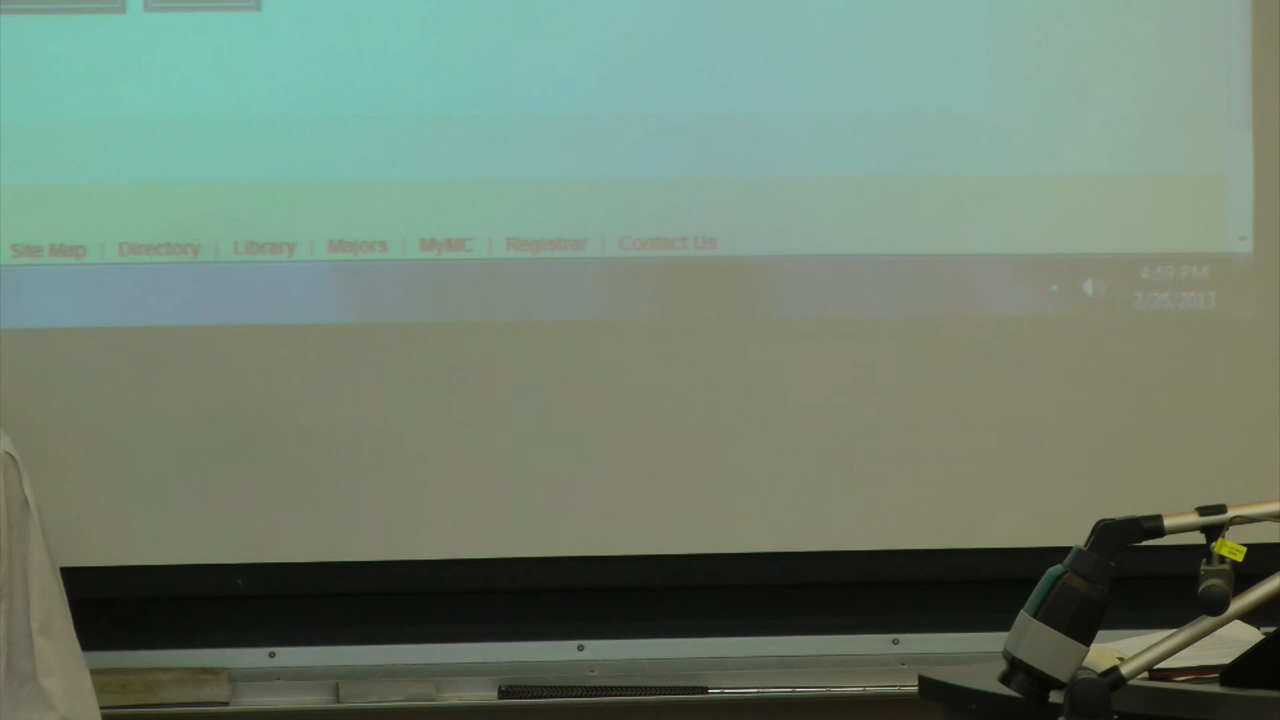 Site Map | Directory | Library | Majors | MyMC | Registrar | Contact Us
4:59 PM
2/26/2013